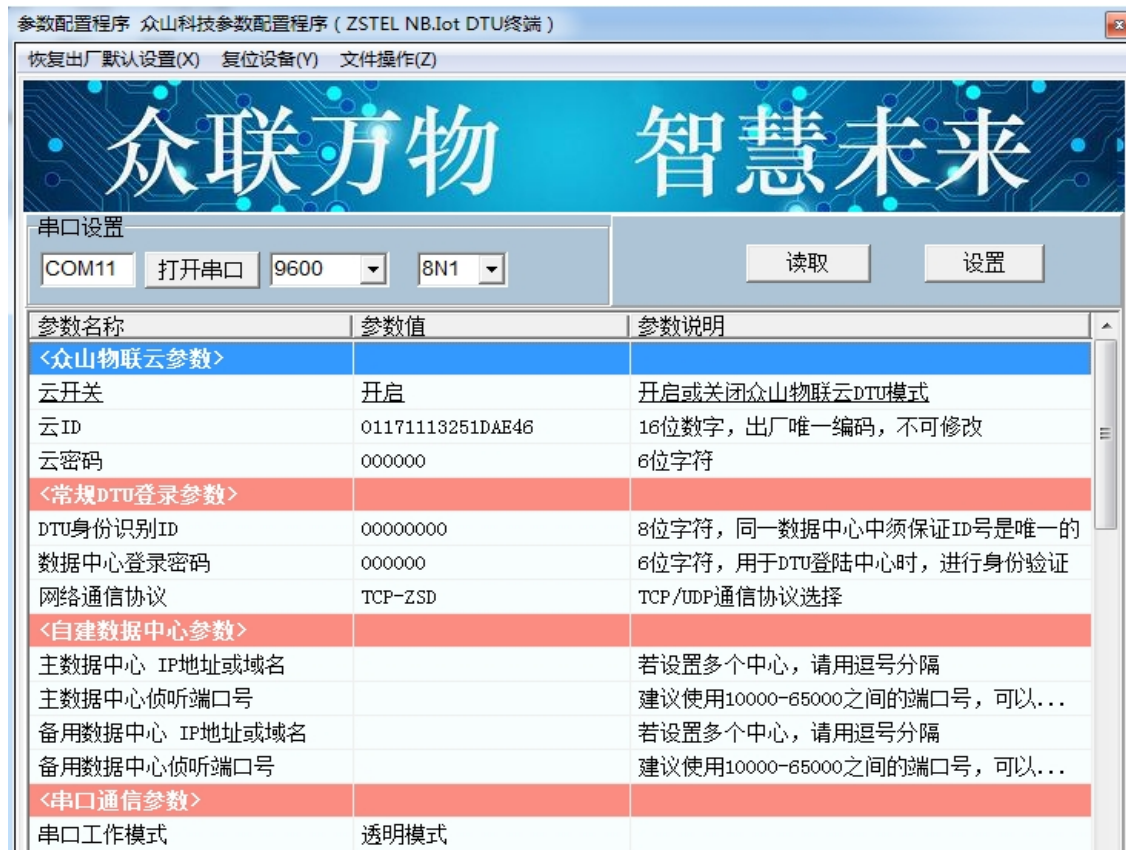 参数配置程序 众山科技参数配置程序（ZSTEL NB.Iot DTU终端）
恢复出厂默认设置(X) 复位设备(Y) 文件操作(Z)
众联万物 智慧未来
串口设置
COM11 打开串口 9600 8N1 读取 设置
参数名称 参数值 参数说明
<众山物联云参数>
云开关 开启 开启或关闭众山物联云DTU模式
云ID 01171113251DAE46 16位数字，出厂唯一编码，不可修改
云密码 000000 6位字符
<常规DTU登录参数>
DTU身份识别ID 00000000 8位字符，同一数据中心中须保证ID号是唯一的
数据中心登录密码 000000 6位字符，用于DTU登陆中心时，进行身份验证
网络通信协议 TCP-ZSD TCP/UDP通信协议选择
<自建数据中心参数>
主数据中心 IP地址或域名 若设置多个中心，请用逗号分隔
主数据中心侦听端口号 建议使用10000-65000之间的端口号，可以...
备用数据中心 IP地址或域名 若设置多个中心，请用逗号分隔
备用数据中心侦听端口号 建议使用10000-65000之间的端口号，可以...
<串口通信参数>
串口工作模式 透明模式